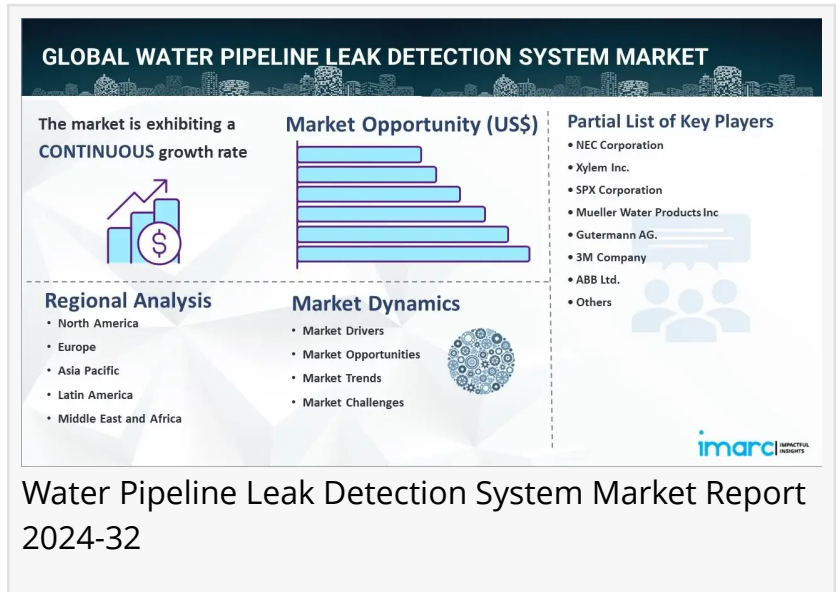 GLOBAL WATER PIPELINE LEAK DETECTION SYSTEM MARKET
The market is exhibiting a
CONTINUOUS growth rate
$
Market Opportunity (US$)
Partial List of Key Players
• NEC Corporation
• Xylem Inc.
• SPX Corporation
• Mueller Water Products Inc
• Gutermann AG.
• 3M Company
• ABB Ltd.
• Others
Regional Analysis
• North America
• Europe
• Asia Pacific
• Latin America
• Middle East and Africa
Market Dynamics
• Market Drivers
• Market Opportunities
• Market Trends
• Market Challenges
imarc
IMPACTFUL
INSIGHTS
Water Pipeline Leak Detection System Market Report
2024-32